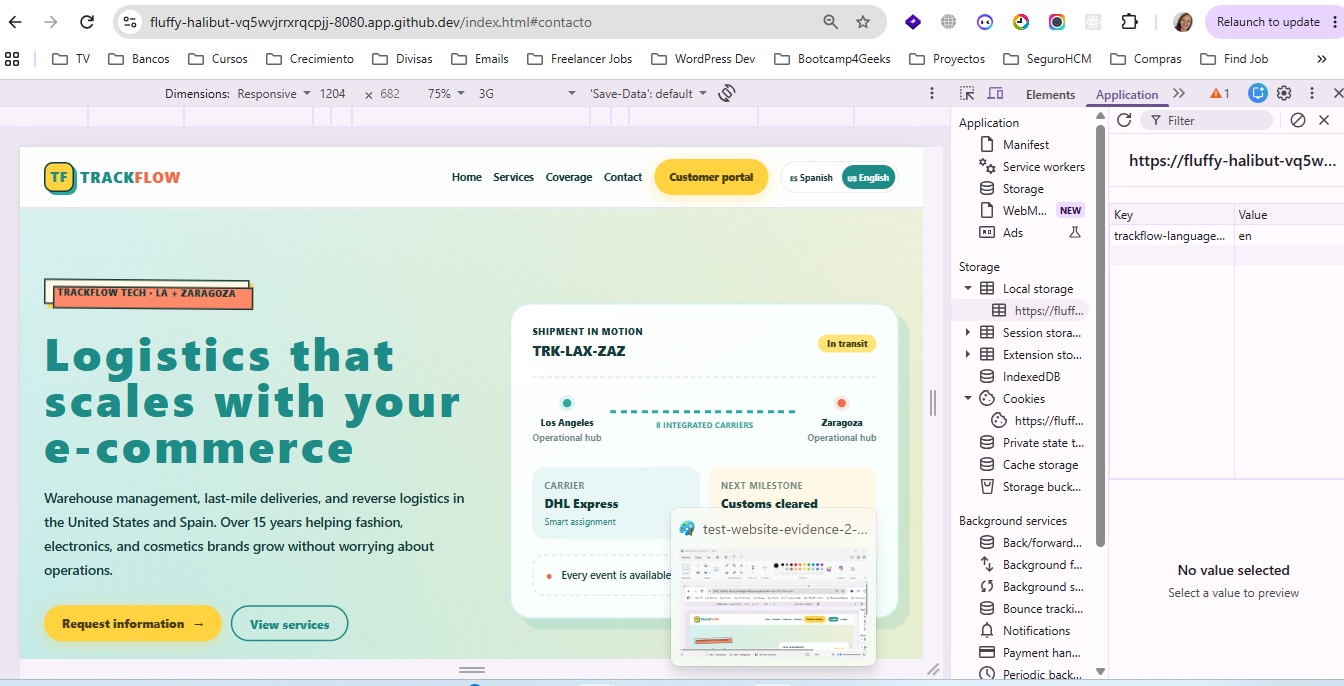 fluffy-halibut-vq5wvjrrxrqcpjj-8080.app.github.dev/index.html#contacto
Relaunch to update
TV
Bancos
Cursos
Crecimiento
Divisas
Emails
Freelancer Jobs
WordPress Dev
Bootcamp4Geeks
Proyectos
SeguroHCM
Compras
Find Job
Dimensions: Responsive 1204 × 682 75% 3G 'Save-Data': default
Elements Application 1
TF TRACKFLOW
Home Services Coverage Contact Customer portal ES Spanish US English
TRACKFLOW TECH · LA + ZARAGOZA
Logistics that
scales with your
e-commerce
Warehouse management, last-mile deliveries, and reverse logistics in
the United States and Spain. Over 15 years helping fashion,
electronics, and cosmetics brands grow without worrying about
operations.
Request information →
View services
SHIPMENT IN MOTION
TRK-LAX-ZAZ
In transit
Los Angeles
Operational hub
8 INTEGRATED CARRIERS
Zaragoza
Operational hub
CARRIER
DHL Express
Smart assignment
NEXT MILESTONE
Customs cleared
Every event is available
test-website-evidence-2-...
Application
Manifest
Service workers
Storage
WebM... NEW
Ads
Storage
Local storage
https://fluff...
Session stora...
Extension sto...
IndexedDB
Cookies
https://fluff...
Private state t...
Cache storage
Storage buck...
Background services
Back/forward...
Background f...
Background s...
Bounce tracki...
Notifications
Payment han...
Periodic back...
Filter
https://fluffy-halibut-vq5w...
Key Value
trackflow-language... en
No value selected
Select a value to preview